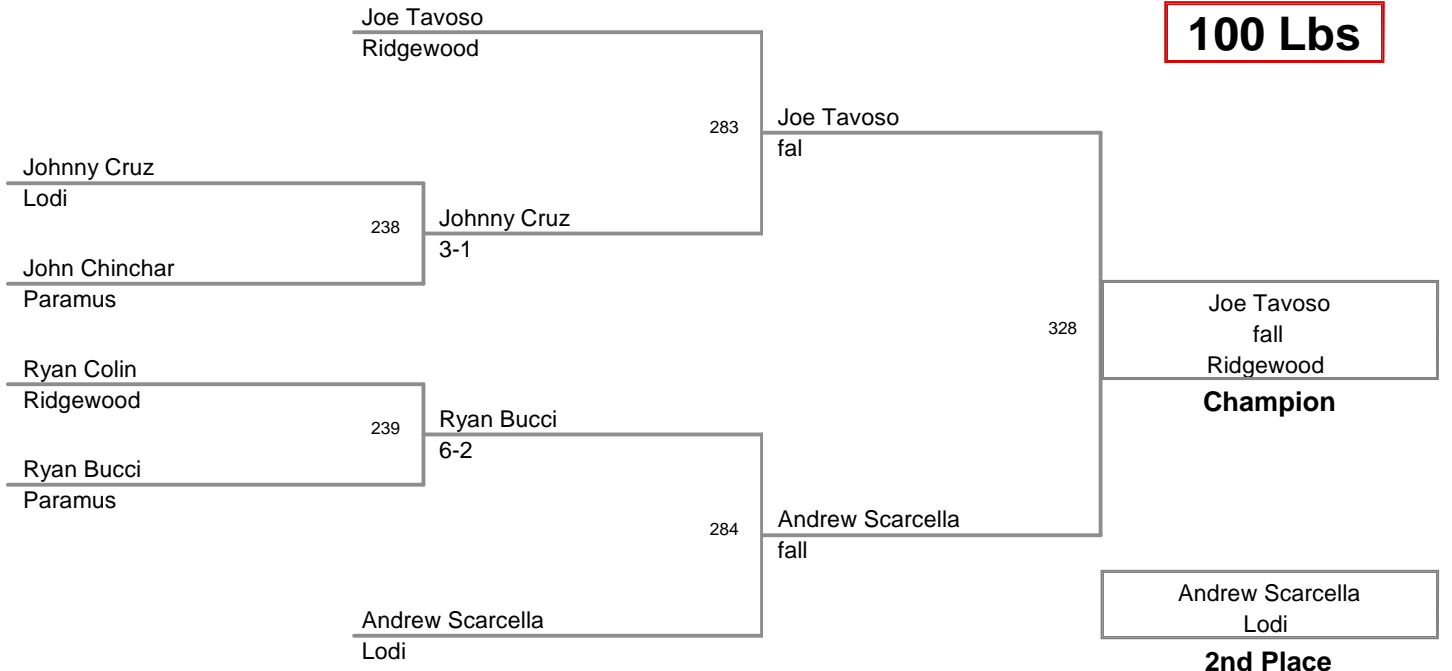 Joe Tavoso
Ridgewood
100 Lbs
283
Joe Tavoso
fal
Johnny Cruz
Lodi
238
Johnny Cruz
3-1
John Chinchar
Paramus
328
Joe Tavoso
fall
Ridgewood
Champion
Ryan Colin
Ridgewood
239
Ryan Bucci
6-2
Ryan Bucci
Paramus
284
Andrew Scarcella
fall
Andrew Scarcella
Lodi
Andrew Scarcella
Lodi
2nd Place